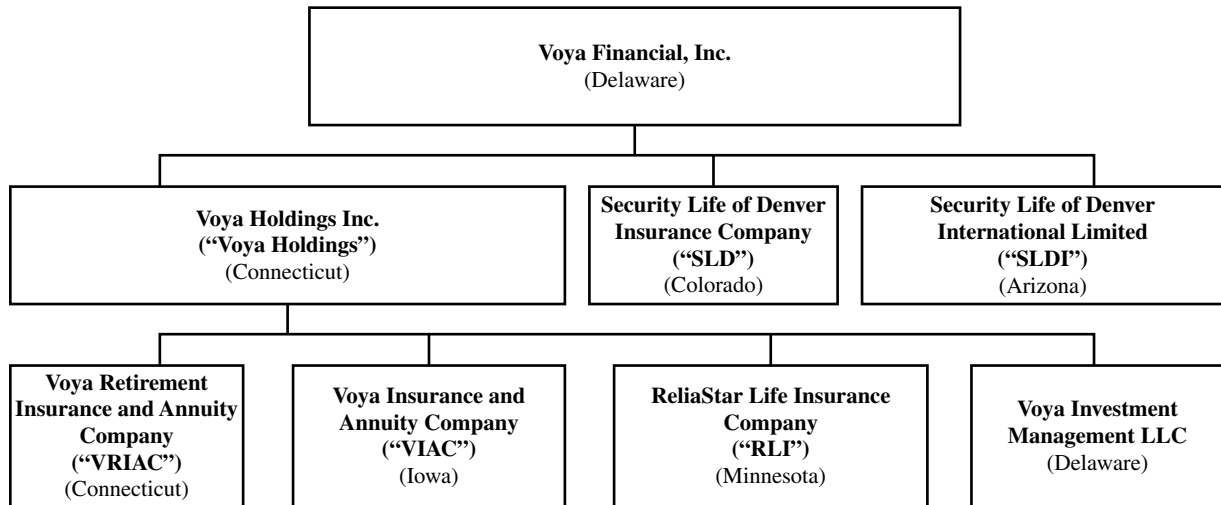 Voya Financial, Inc.
(Delaware)
Voya Holdings Inc.
(“Voya Holdings”)
(Connecticut)
Security Life of Denver
Insurance Company
(“SLD”)
(Colorado)
Security Life of Denver
International Limited
(“SLDI”)
(Arizona)
Voya Retirement
Insurance and Annuity
Company
(“VRIAC”)
(Connecticut)
Voya Insurance and
Annuity Company
(“VIAC”)
(Iowa)
ReliaStar Life Insurance
Company
(“RLI”)
(Minnesota)
Voya Investment
Management LLC
(Delaware)